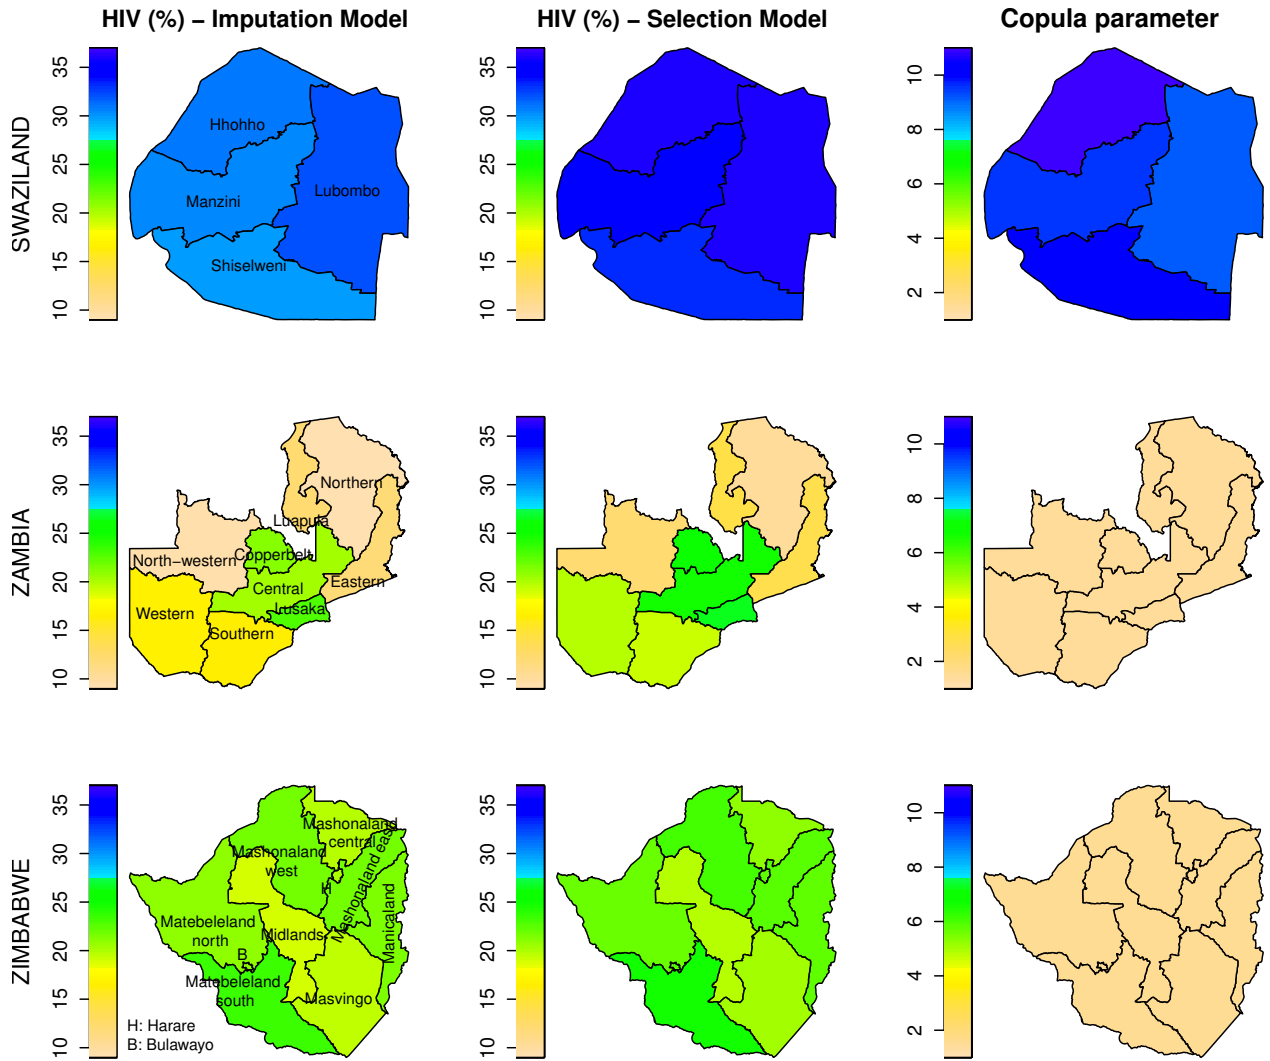 HIV (%) – Imputation Model
HIV (%) – Selection Model
Copula parameter
SWAZILAND
10 15 20 25 30 35
Hhohho
Manzini
Lubombo
Shiselweni
10 15 20 25 30 35
2 4 6 8 10
ZAMBIA
10 15 20 25 30 35
Northern
Luapula
Copperbelt
North−western
Central
Eastern
Lusaka
Western
Southern
10 15 20 25 30 35
2 4 6 8 10
ZIMBABWE
10 15 20 25 30 35
Mashonaland
central
Mashonaland
west
Mashonaland east
H
Manicaland
Matebeleland
north
Midlands
B
Matebeleland
south
Masvingo
H: Harare
B: Bulawayo
10 15 20 25 30 35
2 4 6 8 10